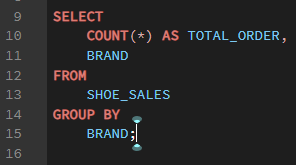 9 SELECT
10 COUNT(*) AS TOTAL_ORDER,
11 BRAND
12 FROM
13 SHOE_SALES
14 GROUP BY
15 BRAND;
16